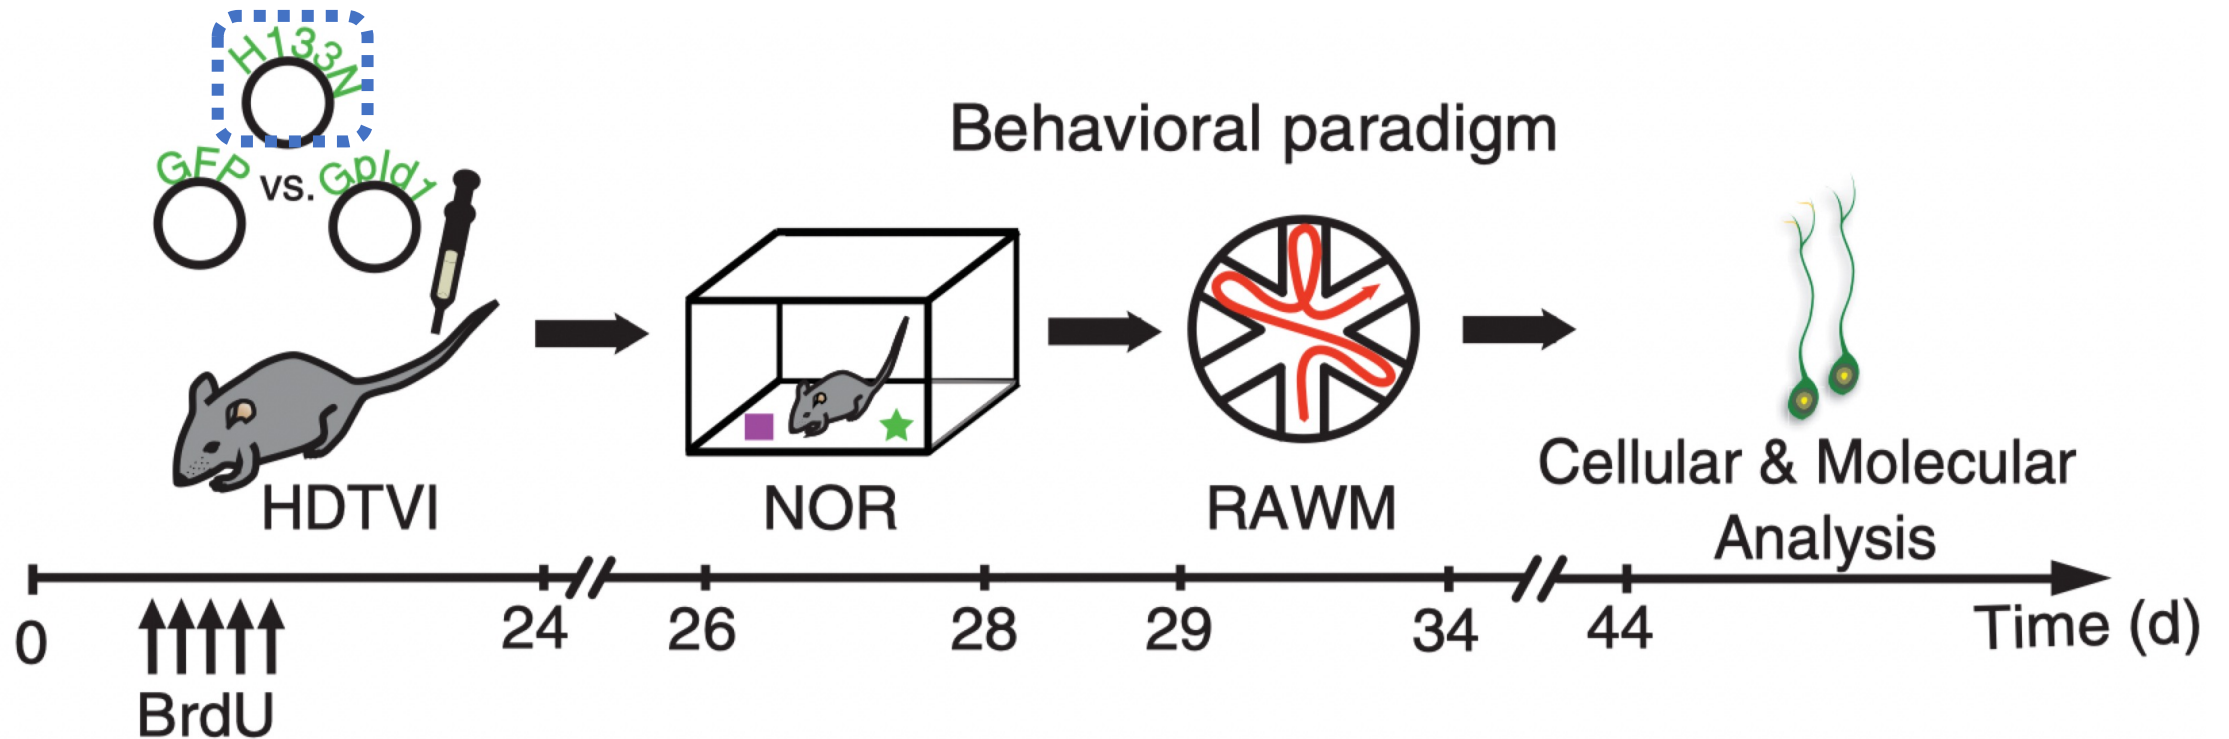 H133N
GFP vs. Gpld1
Behavioral paradigm
HDTVI
NOR
RAWM
Cellular & Molecular
Analysis
0
24
26
28
29
34
44
Time (d)
BrdU